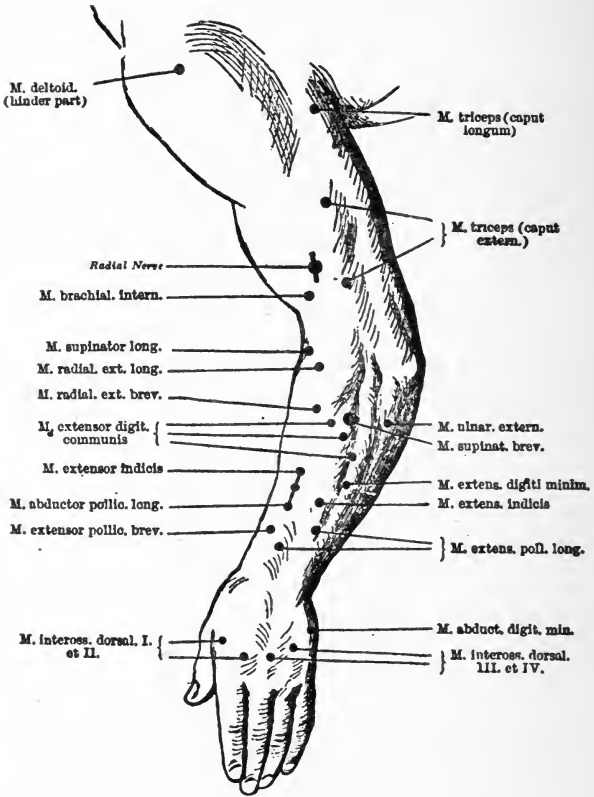 M. deltoid.
(hinder part)
M. triceps (caput
longum)
M. triceps (caput
extern.)
Radial Nerve
M. brachial. intern.
M. supinator long.
M. radial. ext. long.
M. radial. ext. brev.
M. extensor digit.
communis
M. ulnar. extern.
M. supinat. brev.
M. extensor indicis
M. extens. digiti minim.
M. abductor pollic. long.
M. extens. indicis
M. extensor pollic. brev.
M. extens. poll. long.
M. inteross. dorsal. I.
et II.
M. abduct. digit. min.
M. inteross. dorsal.
III. et IV.